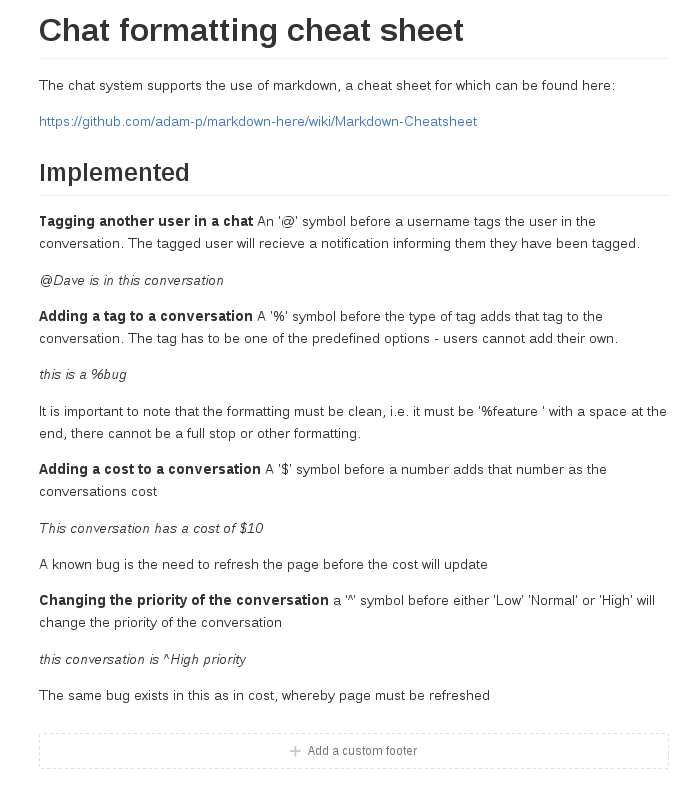 Chat formatting cheat sheet
The chat system supports the use of markdown, a cheat sheet for which can be found here:
https://github.com/adam-p/markdown-here/wiki/Markdown-Cheatsheet
Implemented
Tagging another user in a chat An '@' symbol before a username tags the user in the
conversation. The tagged user will recieve a notification informing them they have been tagged.
@Dave is in this conversation
Adding a tag to a conversation A '%' symbol before the type of tag adds that tag to the
conversation. The tag has to be one of the predefined options - users cannot add their own.
this is a %bug
It is important to note that the formatting must be clean, i.e. it must be '%feature ' with a space at the
end, there cannot be a full stop or other formatting.
Adding a cost to a conversation A '$' symbol before a number adds that number as the
conversations cost
This conversation has a cost of $10
A known bug is the need to refresh the page before the cost will update
Changing the priority of the conversation a '^' symbol before either 'Low' 'Normal' or 'High' will
change the priority of the conversation
this conversation is ^High priority
The same bug exists in this as in cost, whereby page must be refreshed
Add a custom footer